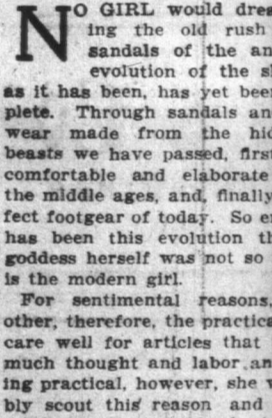 NO GIRL would
ing the old rush
sandals of the an
evolution of the s
as it has been, has yet bee
plete. Through sandals an
wear made from the hi
beasts we have passed, first
comfortable and elaborate
the middle ages, and, finally
fect footgear of today. So e
has been this evolution t
goddess herself was not so
is the modern girl.
For sentimental reasons,
other, therefore, the practic
care well for articles that
much thought and labor an
ing practical, however, she
bly scout this reason and